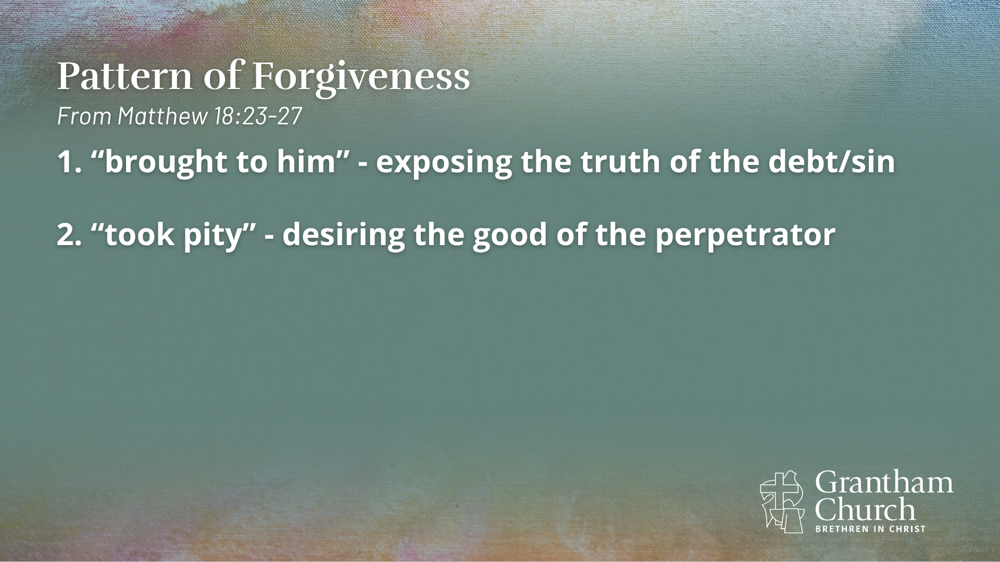 Pattern of Forgiveness
From Matthew 18:23-27
1. “brought to him” - exposing the truth of the debt/sin
2. “took pity” - desiring the good of the perpetrator
Grantham
Church
BRETHREN IN CHRIST